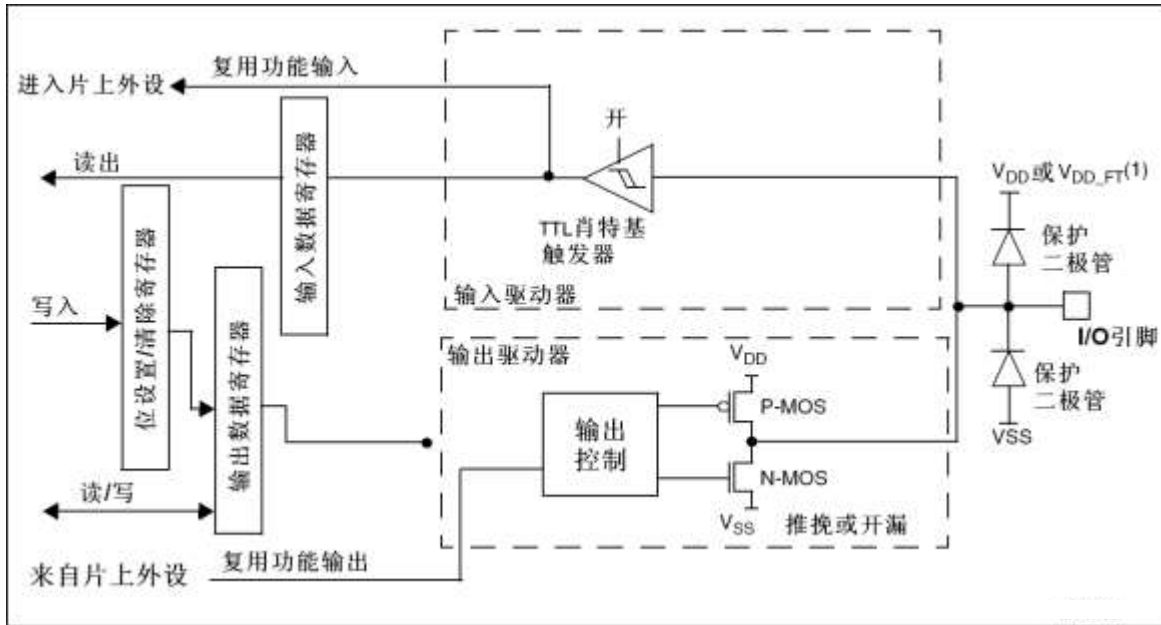 复用功能输入
进入片上外设
开
读出
输入数据寄存器
TTL肖特基
触发器
VDD或VDD_FT(1)
保护
二极管
位设置/清除寄存器
输入驱动器
写入
I/O引脚
输出驱动器
VDD
输出数据寄存器
P-MOS
保护
二极管
输出
控制
VSS
N-MOS
读/写
VSS
推挽或开漏
复用功能输出
来自片上外设